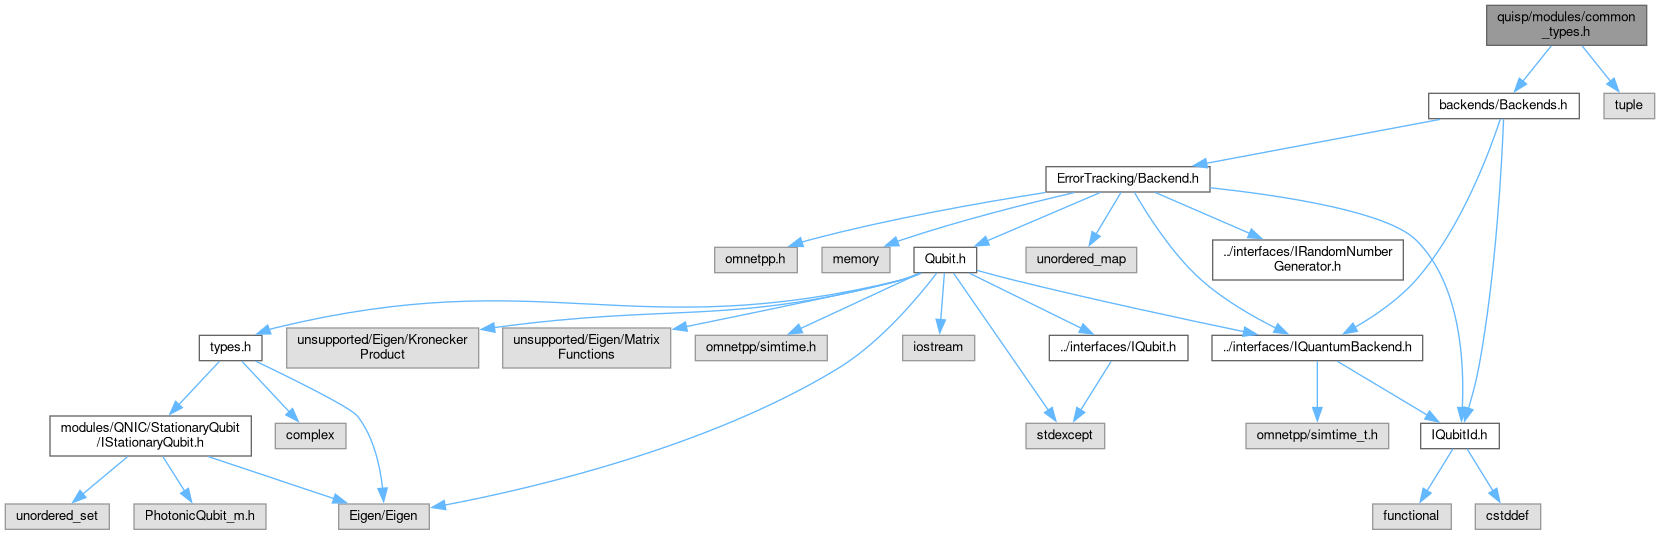 quisp/modules/common
_types.h
backends/Backends.h
tuple
ErrorTracking/Backend.h
omnetpp.h
memory
Qubit.h
unordered_map
../interfaces/IRandomNumber
Generator.h
types.h
unsupported/Eigen/Kronecker
Product
unsupported/Eigen/Matrix
Functions
omnetpp/simtime.h
iostream
../interfaces/IQubit.h
../interfaces/IQuantumBackend.h
modules/QNIC/StationaryQubit
/IStationaryQubit.h
complex
stdexcept
omnetpp/simtime_t.h
IQubitId.h
unordered_set
PhotonicQubit_m.h
Eigen/Eigen
functional
cstddef